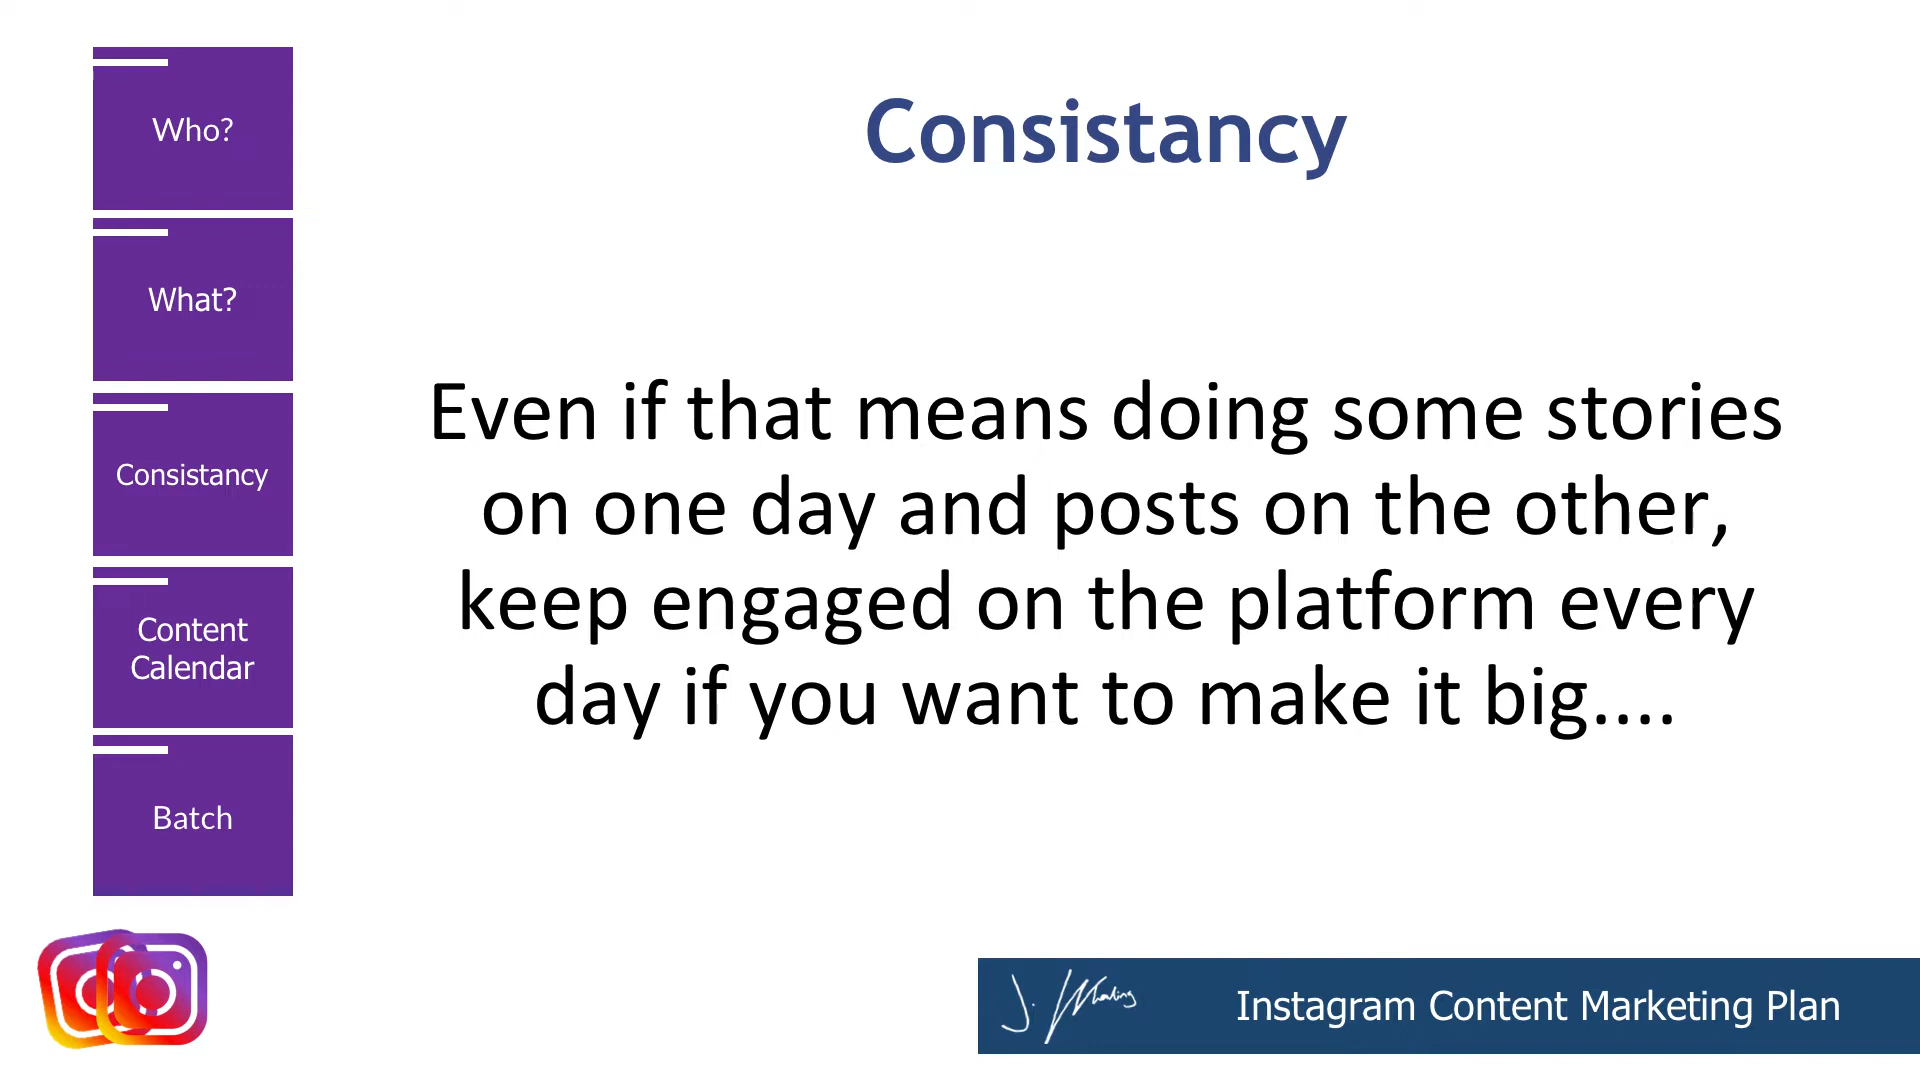 Who?
What?
Consistancy
Content
Calendar
Batch
Consistancy
Even if that means doing some stories
on one day and posts on the other,
keep engaged on the platform every
day if you want to make it big....
Instagram Content Marketing Plan